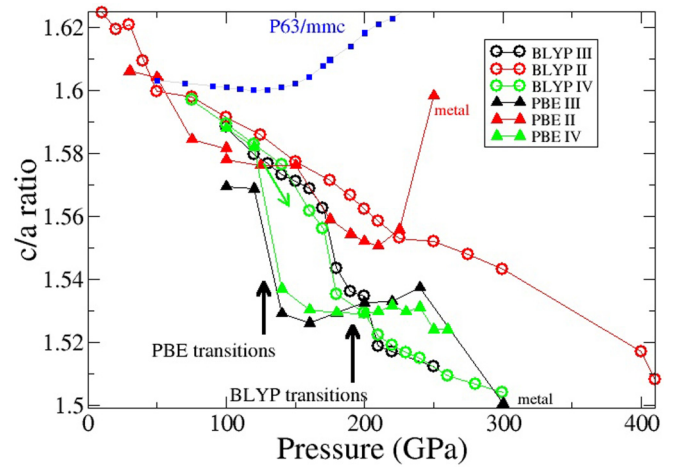 1.62
1.6
1.58
1.56
1.54
1.52
1.5
c/a ratio
P63/mmc
BLYP III
BLYP II
BLYP IV
PBE III
PBE II
PBE IV
metal
PBE transitions
BLYP transitions
metal
0 100 200 300 400
Pressure (GPa)